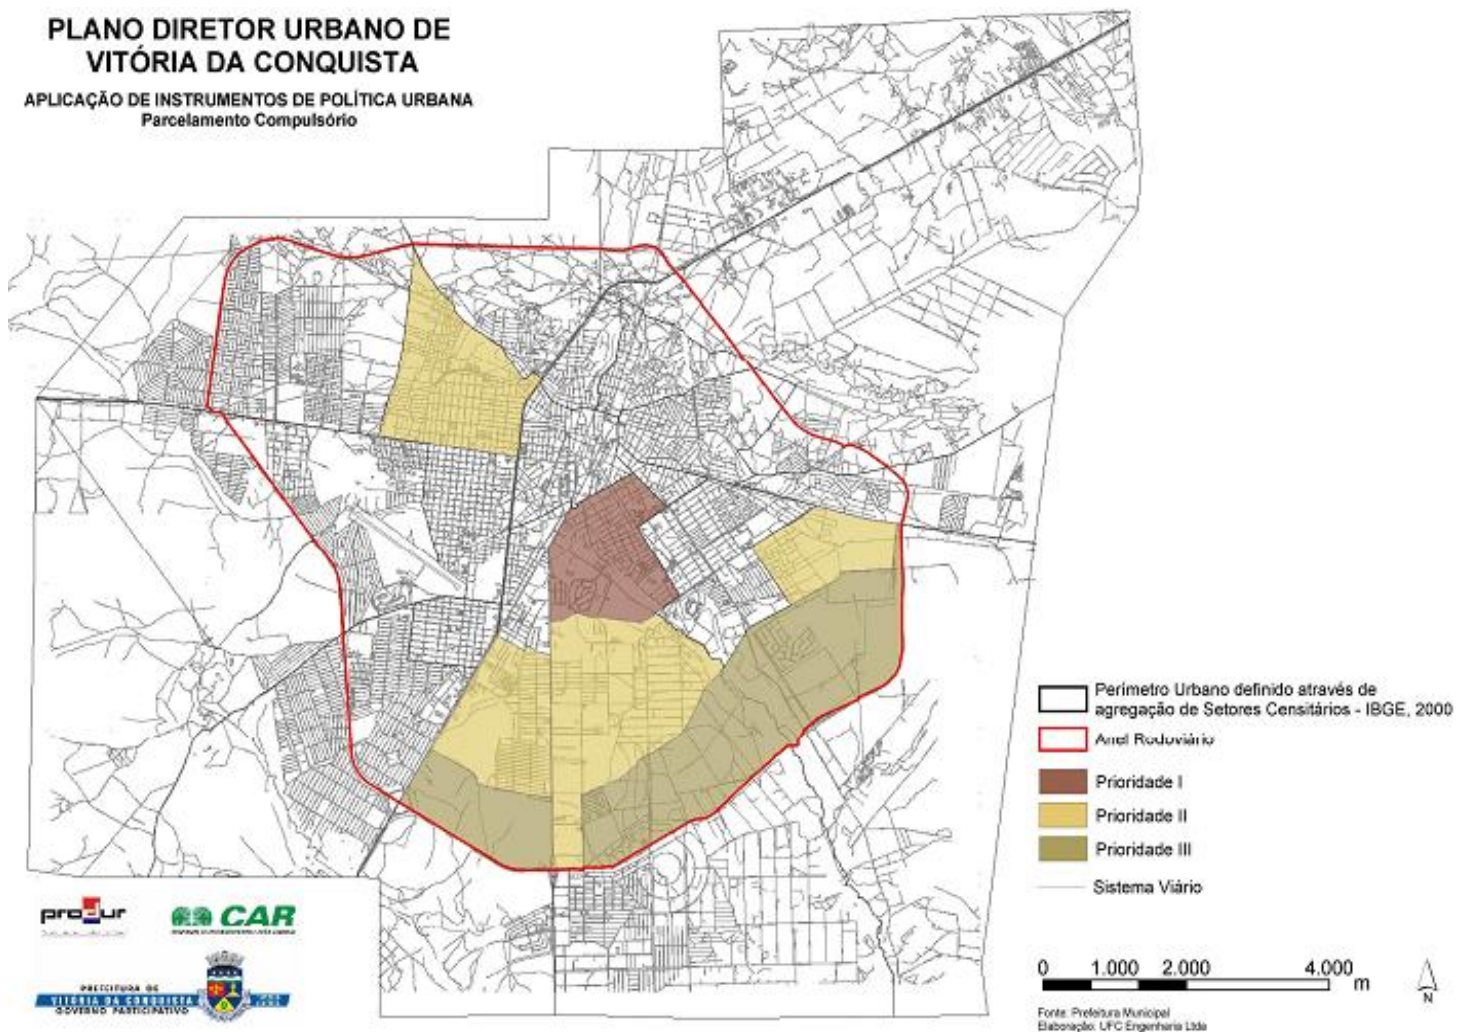 PLANO DIRETOR URBANO DE
VITÓRIA DA CONQUISTA
APLICAÇÃO DE INSTRUMENTOS DE POLÍTICA URBANA
Parcelamento Compulsório
Perímetro Urbano definido através de
agregação de Setores Censitários - IBGE, 2000
Anel Rodoviário
Prioridade I
Prioridade II
Prioridade III
Sistema Viário
produr
CAR
PREFEITURA DE
VITÓRIA DA CONQUISTA
GOVERNO PARTICIPATIVO
0 1.000 2.000 4.000
m
N
Fonte: Prefeitura Municipal
Elaboração: UFC Engenharia Ltda